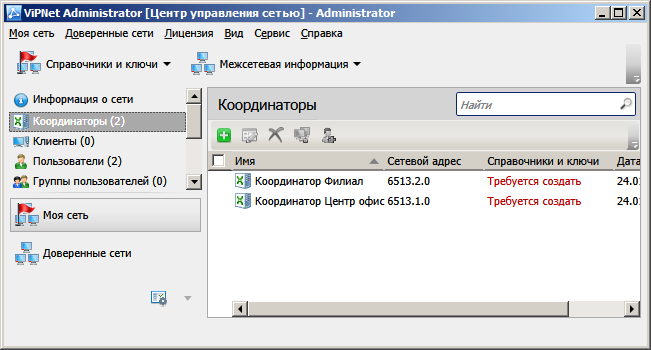 ViPNet Administrator [Центр управления сетью] - Administrator
Моя сеть Доверенные сети Лицензия Вид Сервис Справка
Справочники и ключи Межсетевая информация
Информация о сети
Координаторы (2)
Клиенты (0)
Пользователи (2)
Группы пользователей (0)
Моя сеть
Доверенные сети
Координаторы Найти
Имя Сетевой адрес Справочники и ключи Дата
Координатор Филиал 6513.2.0 Требуется создать 24.0
Координатор Центр офис 6513.1.0 Требуется создать 24.0